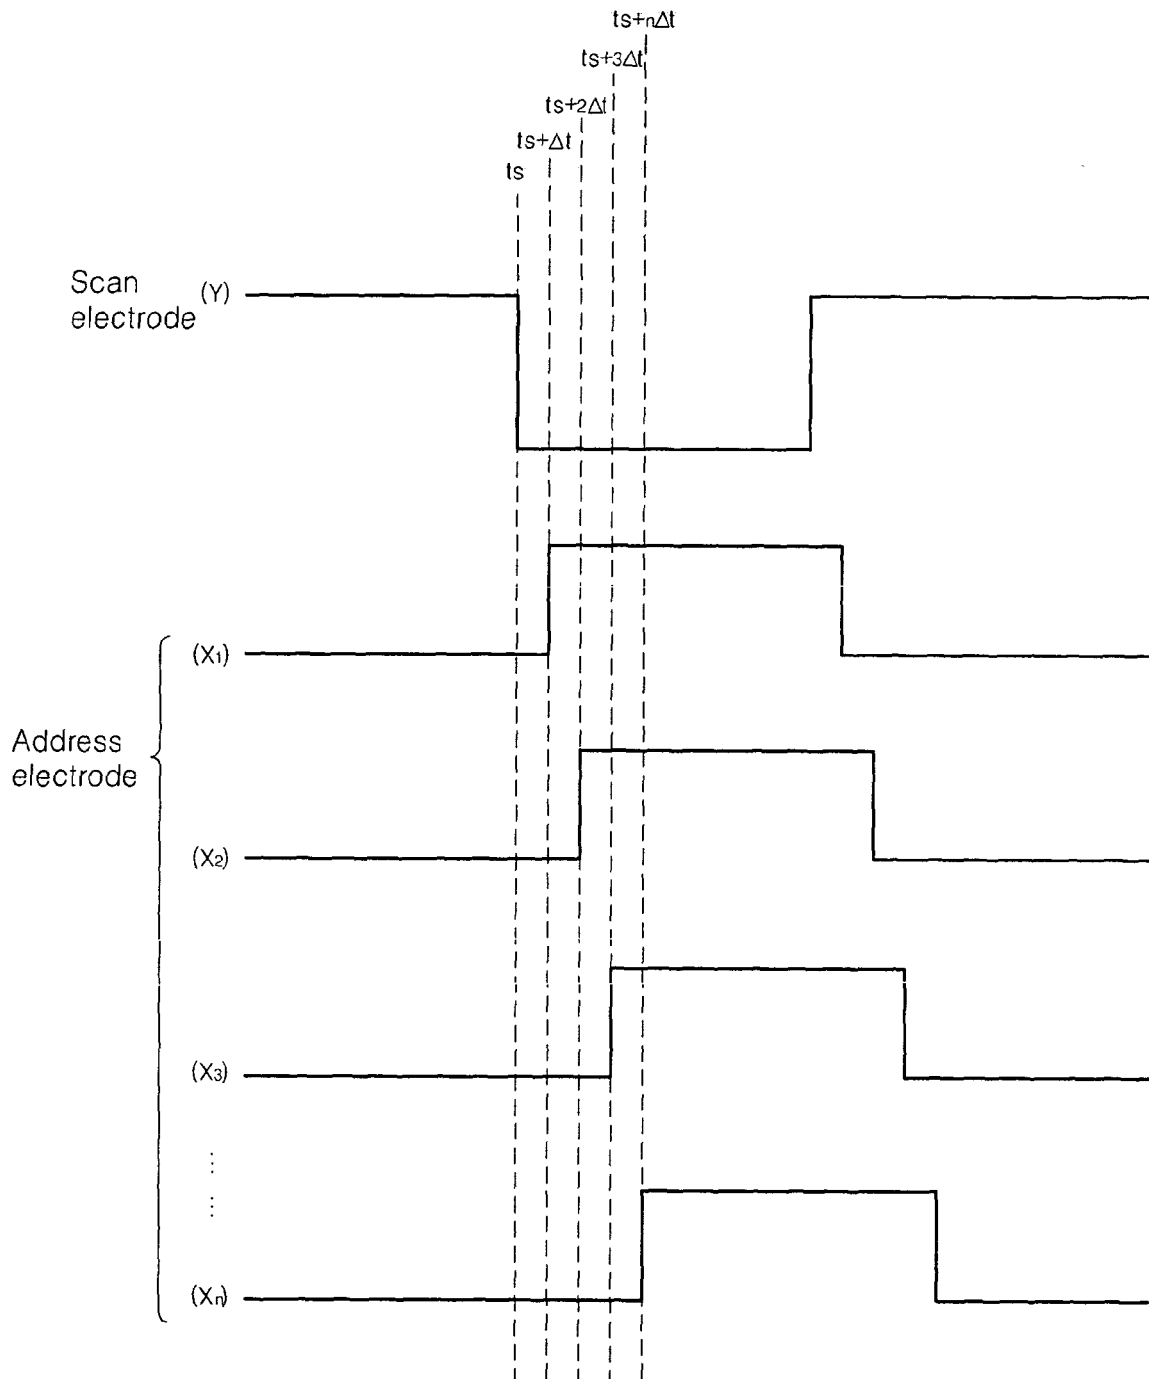 ts+nΔt
ts+3Δt
ts+2Δt
ts+Δt
ts
Scan
electrode
(Y)
(X1)
Address
electrode
(X2)
(X3)
⋮
⋮
(Xn)